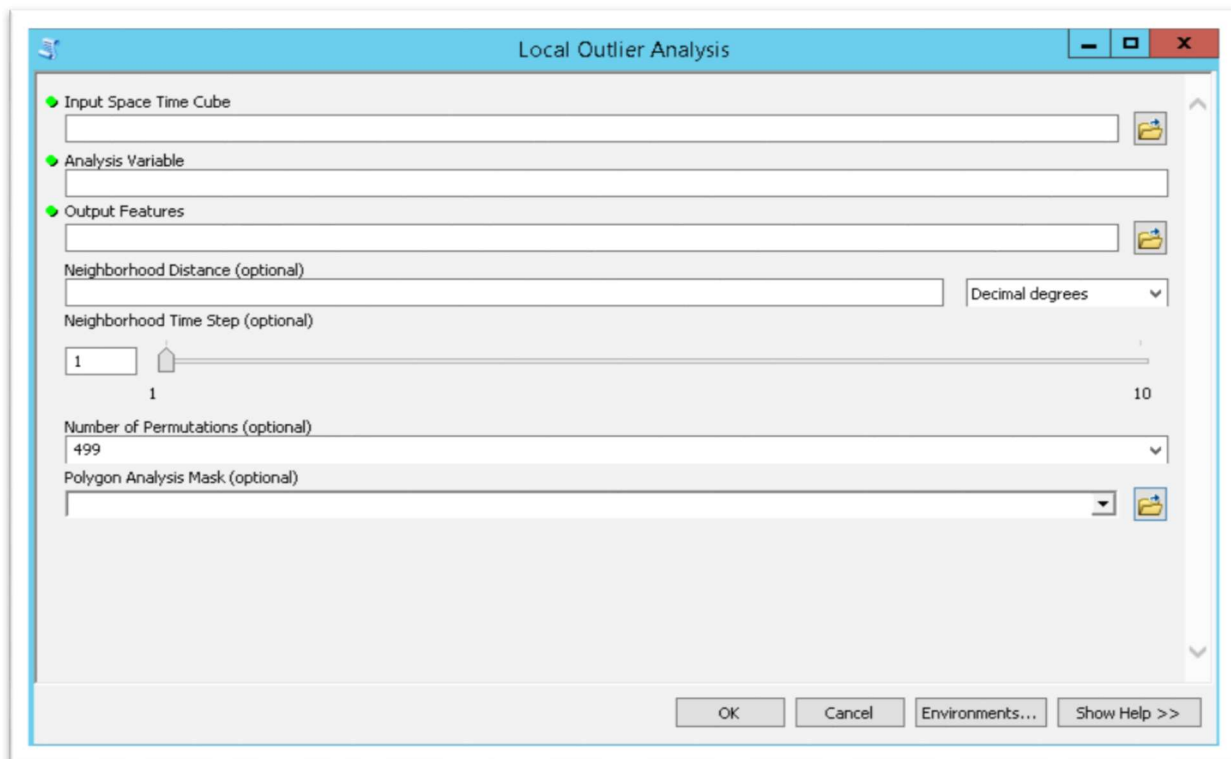 Local Outlier Analysis
Input Space Time Cube
Analysis Variable
Output Features
Neighborhood Distance (optional)
Decimal degrees
Neighborhood Time Step (optional)
1
1 10
Number of Permutations (optional)
499
Polygon Analysis Mask (optional)
OK Cancel Environments... Show Help >>